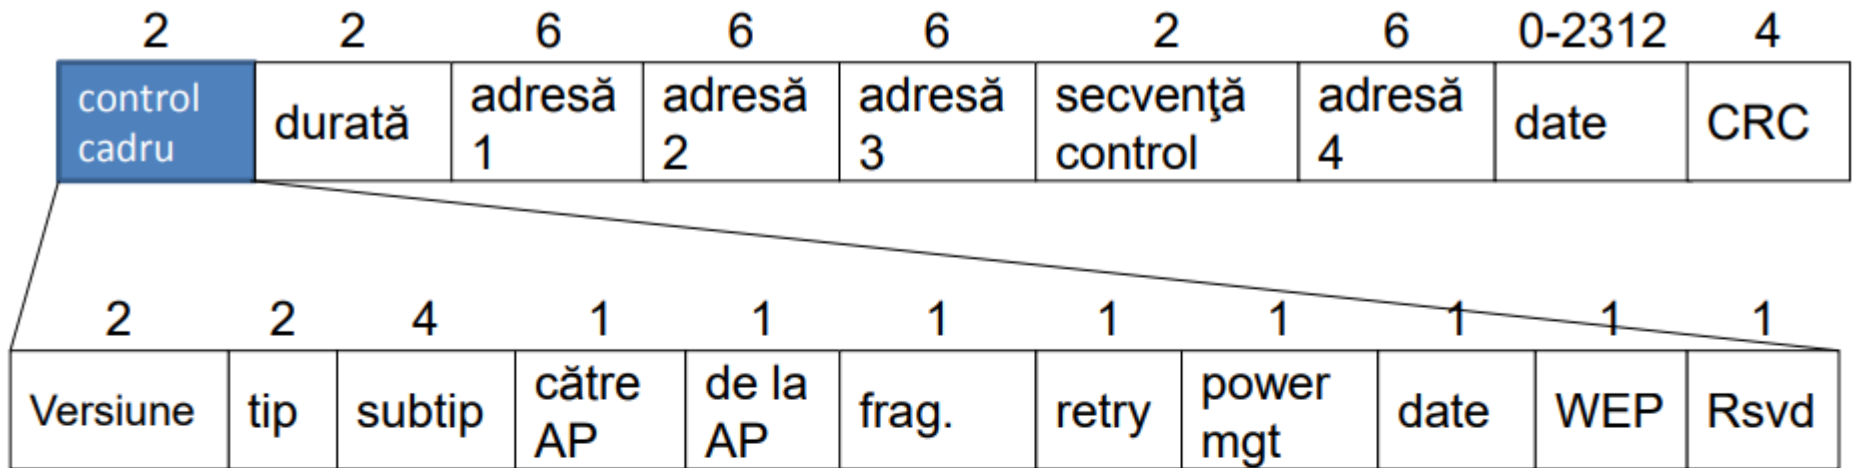 2 2 6 6 6 2 6 0-2312 4
control cadru durată adresă 1 adresă 2 adresă 3 secvenţă control adresă 4 date CRC
2 2 4 1 1 1 1 1 1 1 1
Versiune tip subtip către AP de la AP frag. retry power mgt date WEP Rsvd